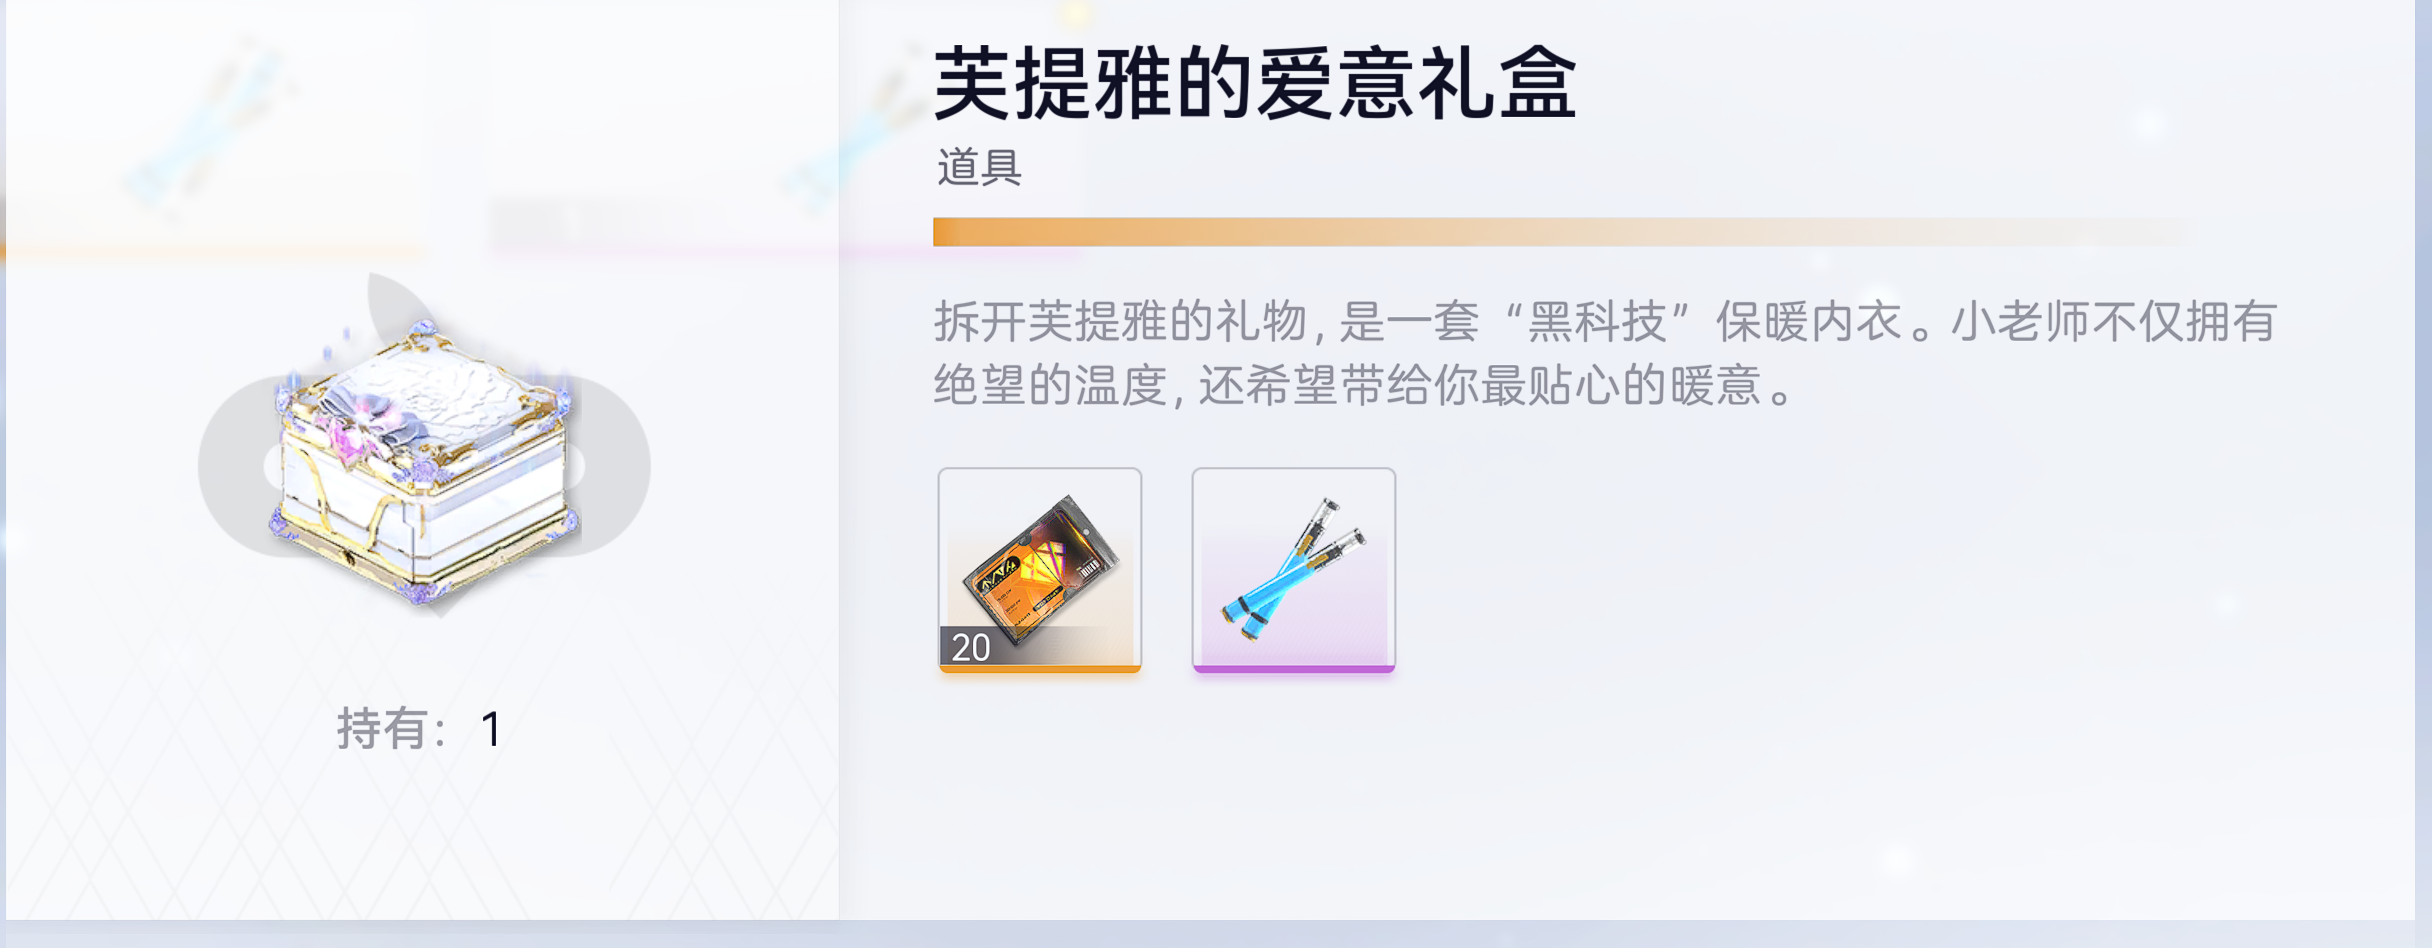 芙提雅的爱意礼盒
道具
拆开芙提雅的礼物，是一套“黑科技”保暖内衣。小老师不仅拥有
绝望的温度，还希望带给你最贴心的暖意。
20
持有：1